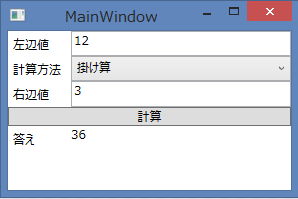 MainWindow
左辺値 12
計算方法 掛け算
右辺値 3
計算
答え 36